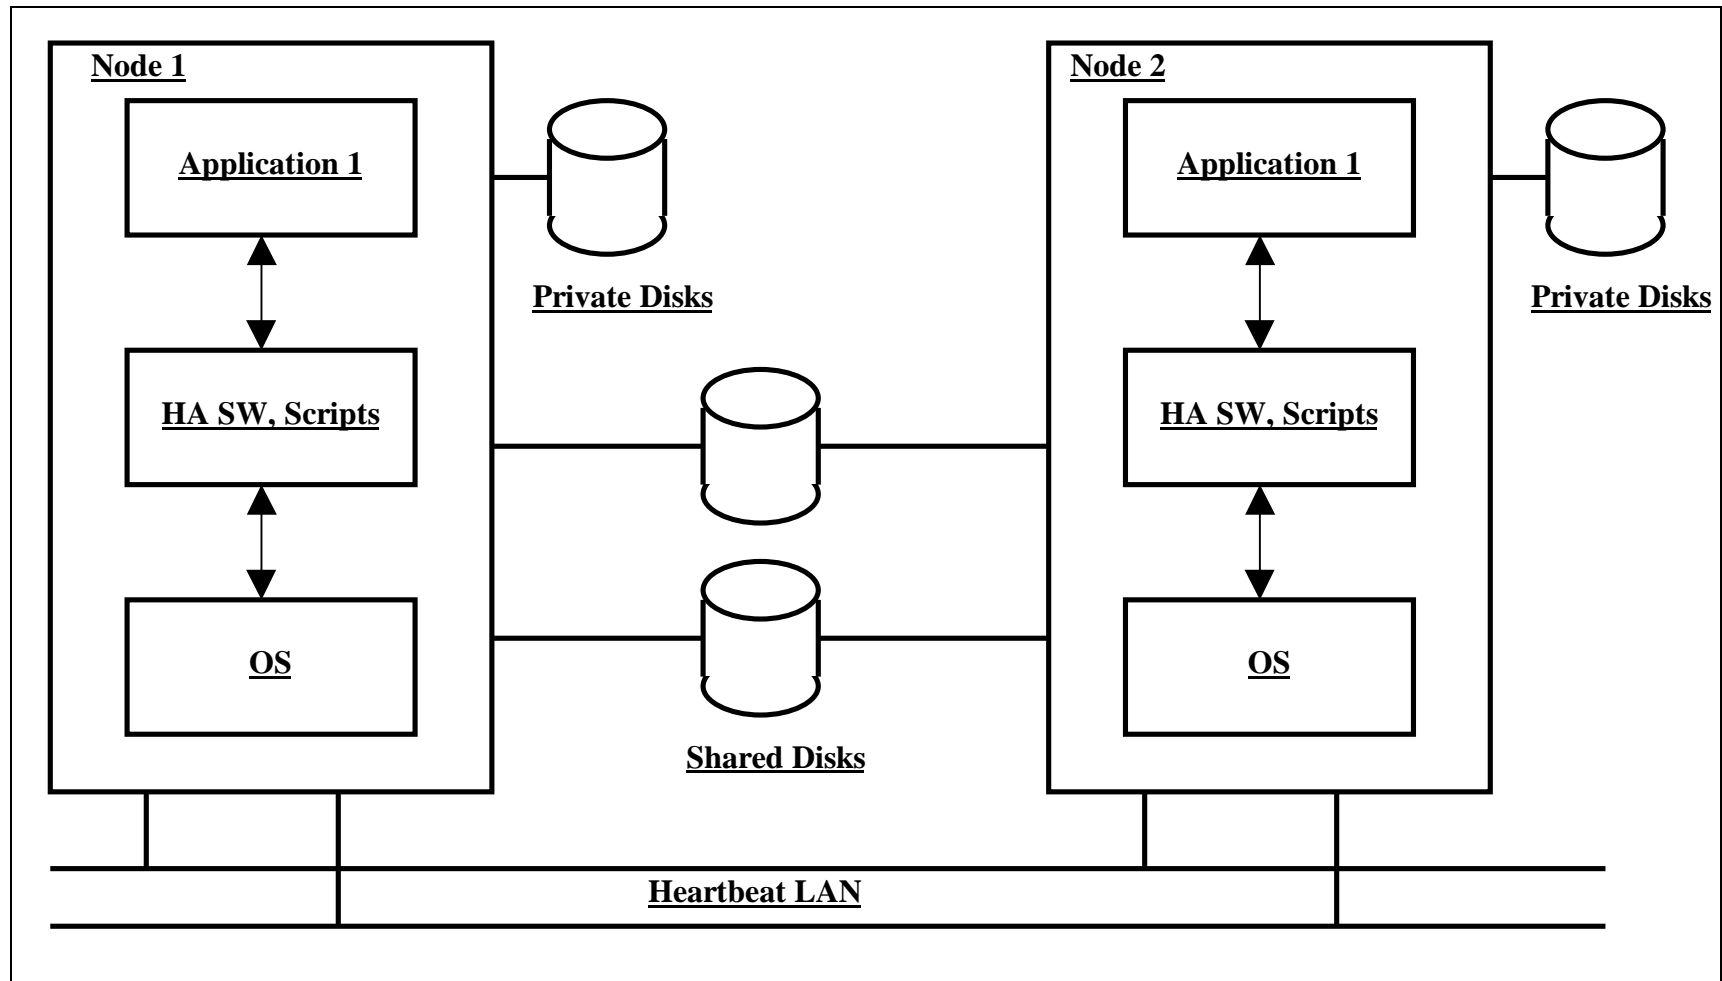 Node 1
Node 2
Application 1
Application 1
Private Disks
Private Disks
HA SW, Scripts
HA SW, Scripts
OS
OS
Shared Disks
Heartbeat LAN